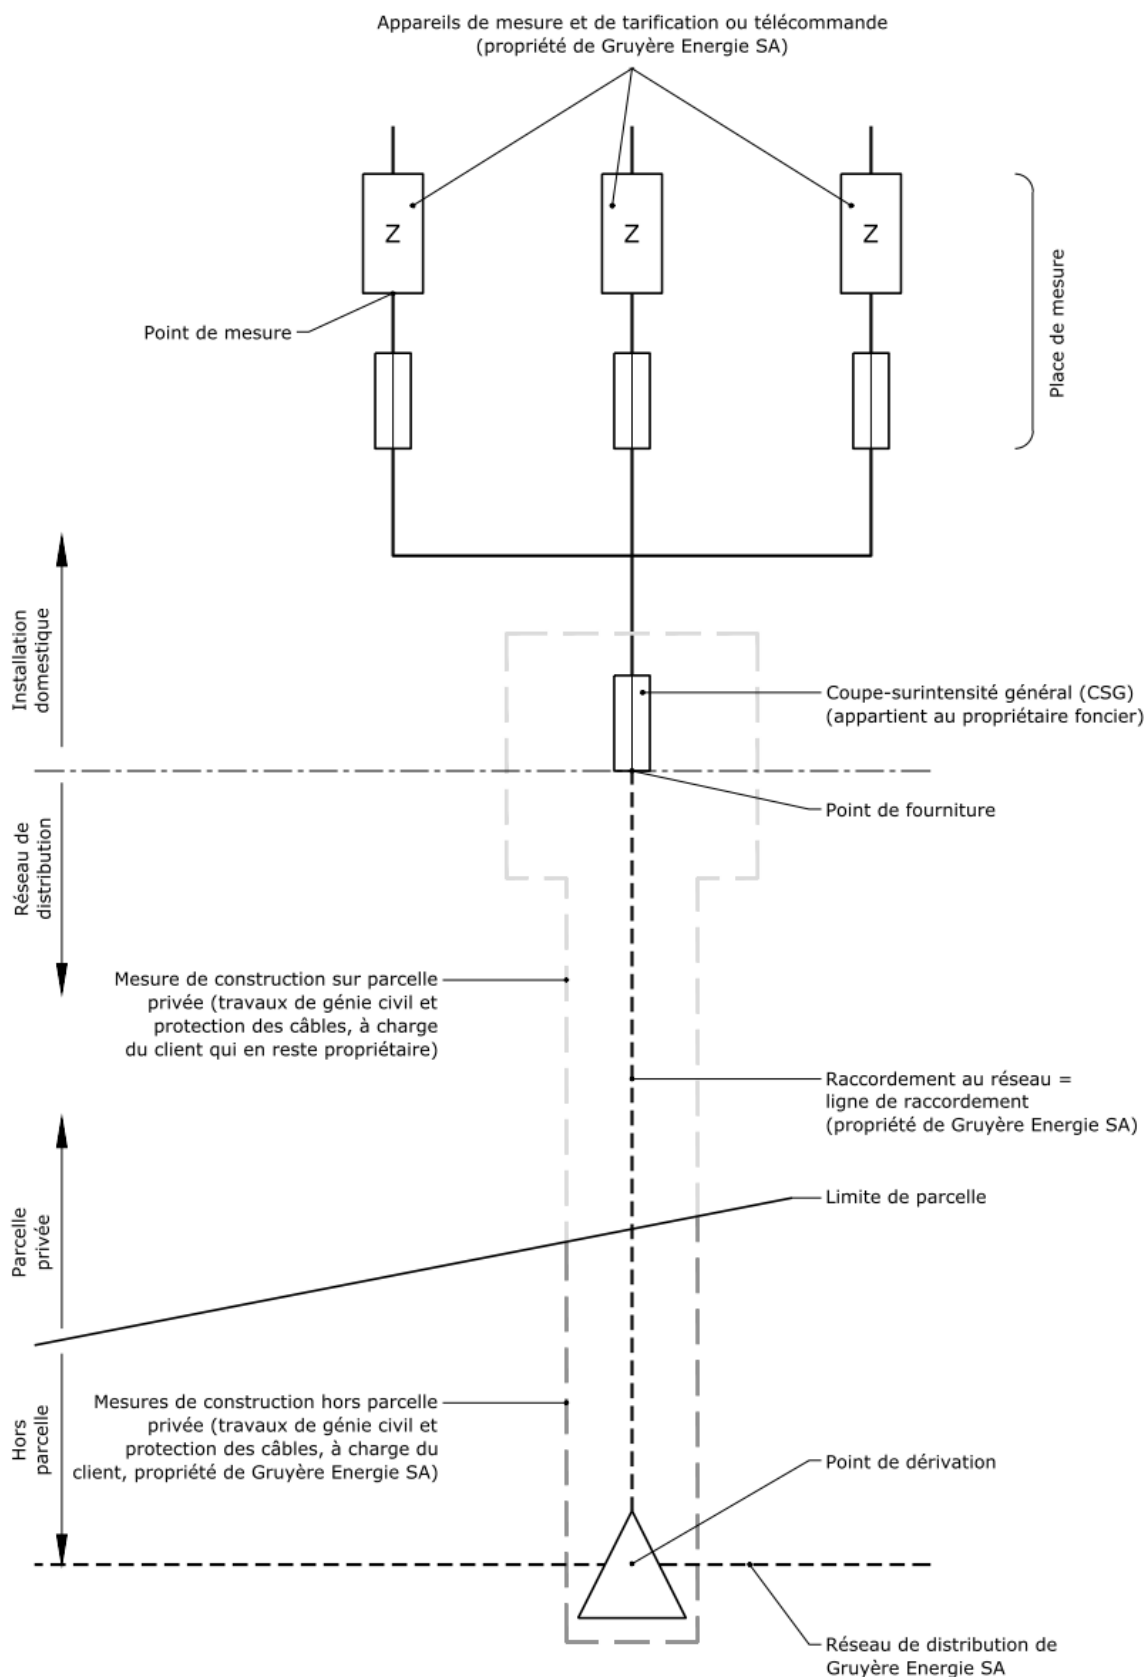 Appareils de mesure et de tarification ou télécommande
(propriété de Gruyère Energie SA)
Z
Z
Z
Point de mesure
Place de mesure
Installation
domestique
Coupe-surintensité général (CSG)
(appartient au propriétaire foncier)
Point de fourniture
Réseau de
distribution
Mesure de construction sur parcelle
privée (travaux de génie civil et
protection des câbles, à charge
du client qui en reste propriétaire)
Raccordement au réseau =
ligne de raccordement
(propriété de Gruyère Energie SA)
Parcelle
privée
Limite de parcelle
Hors
parcelle
Mesures de construction hors parcelle
privée (travaux de génie civil et
protection des câbles, à charge du
client, propriété de Gruyère Energie SA)
Point de dérivation
Réseau de distribution de
Gruyère Energie SA